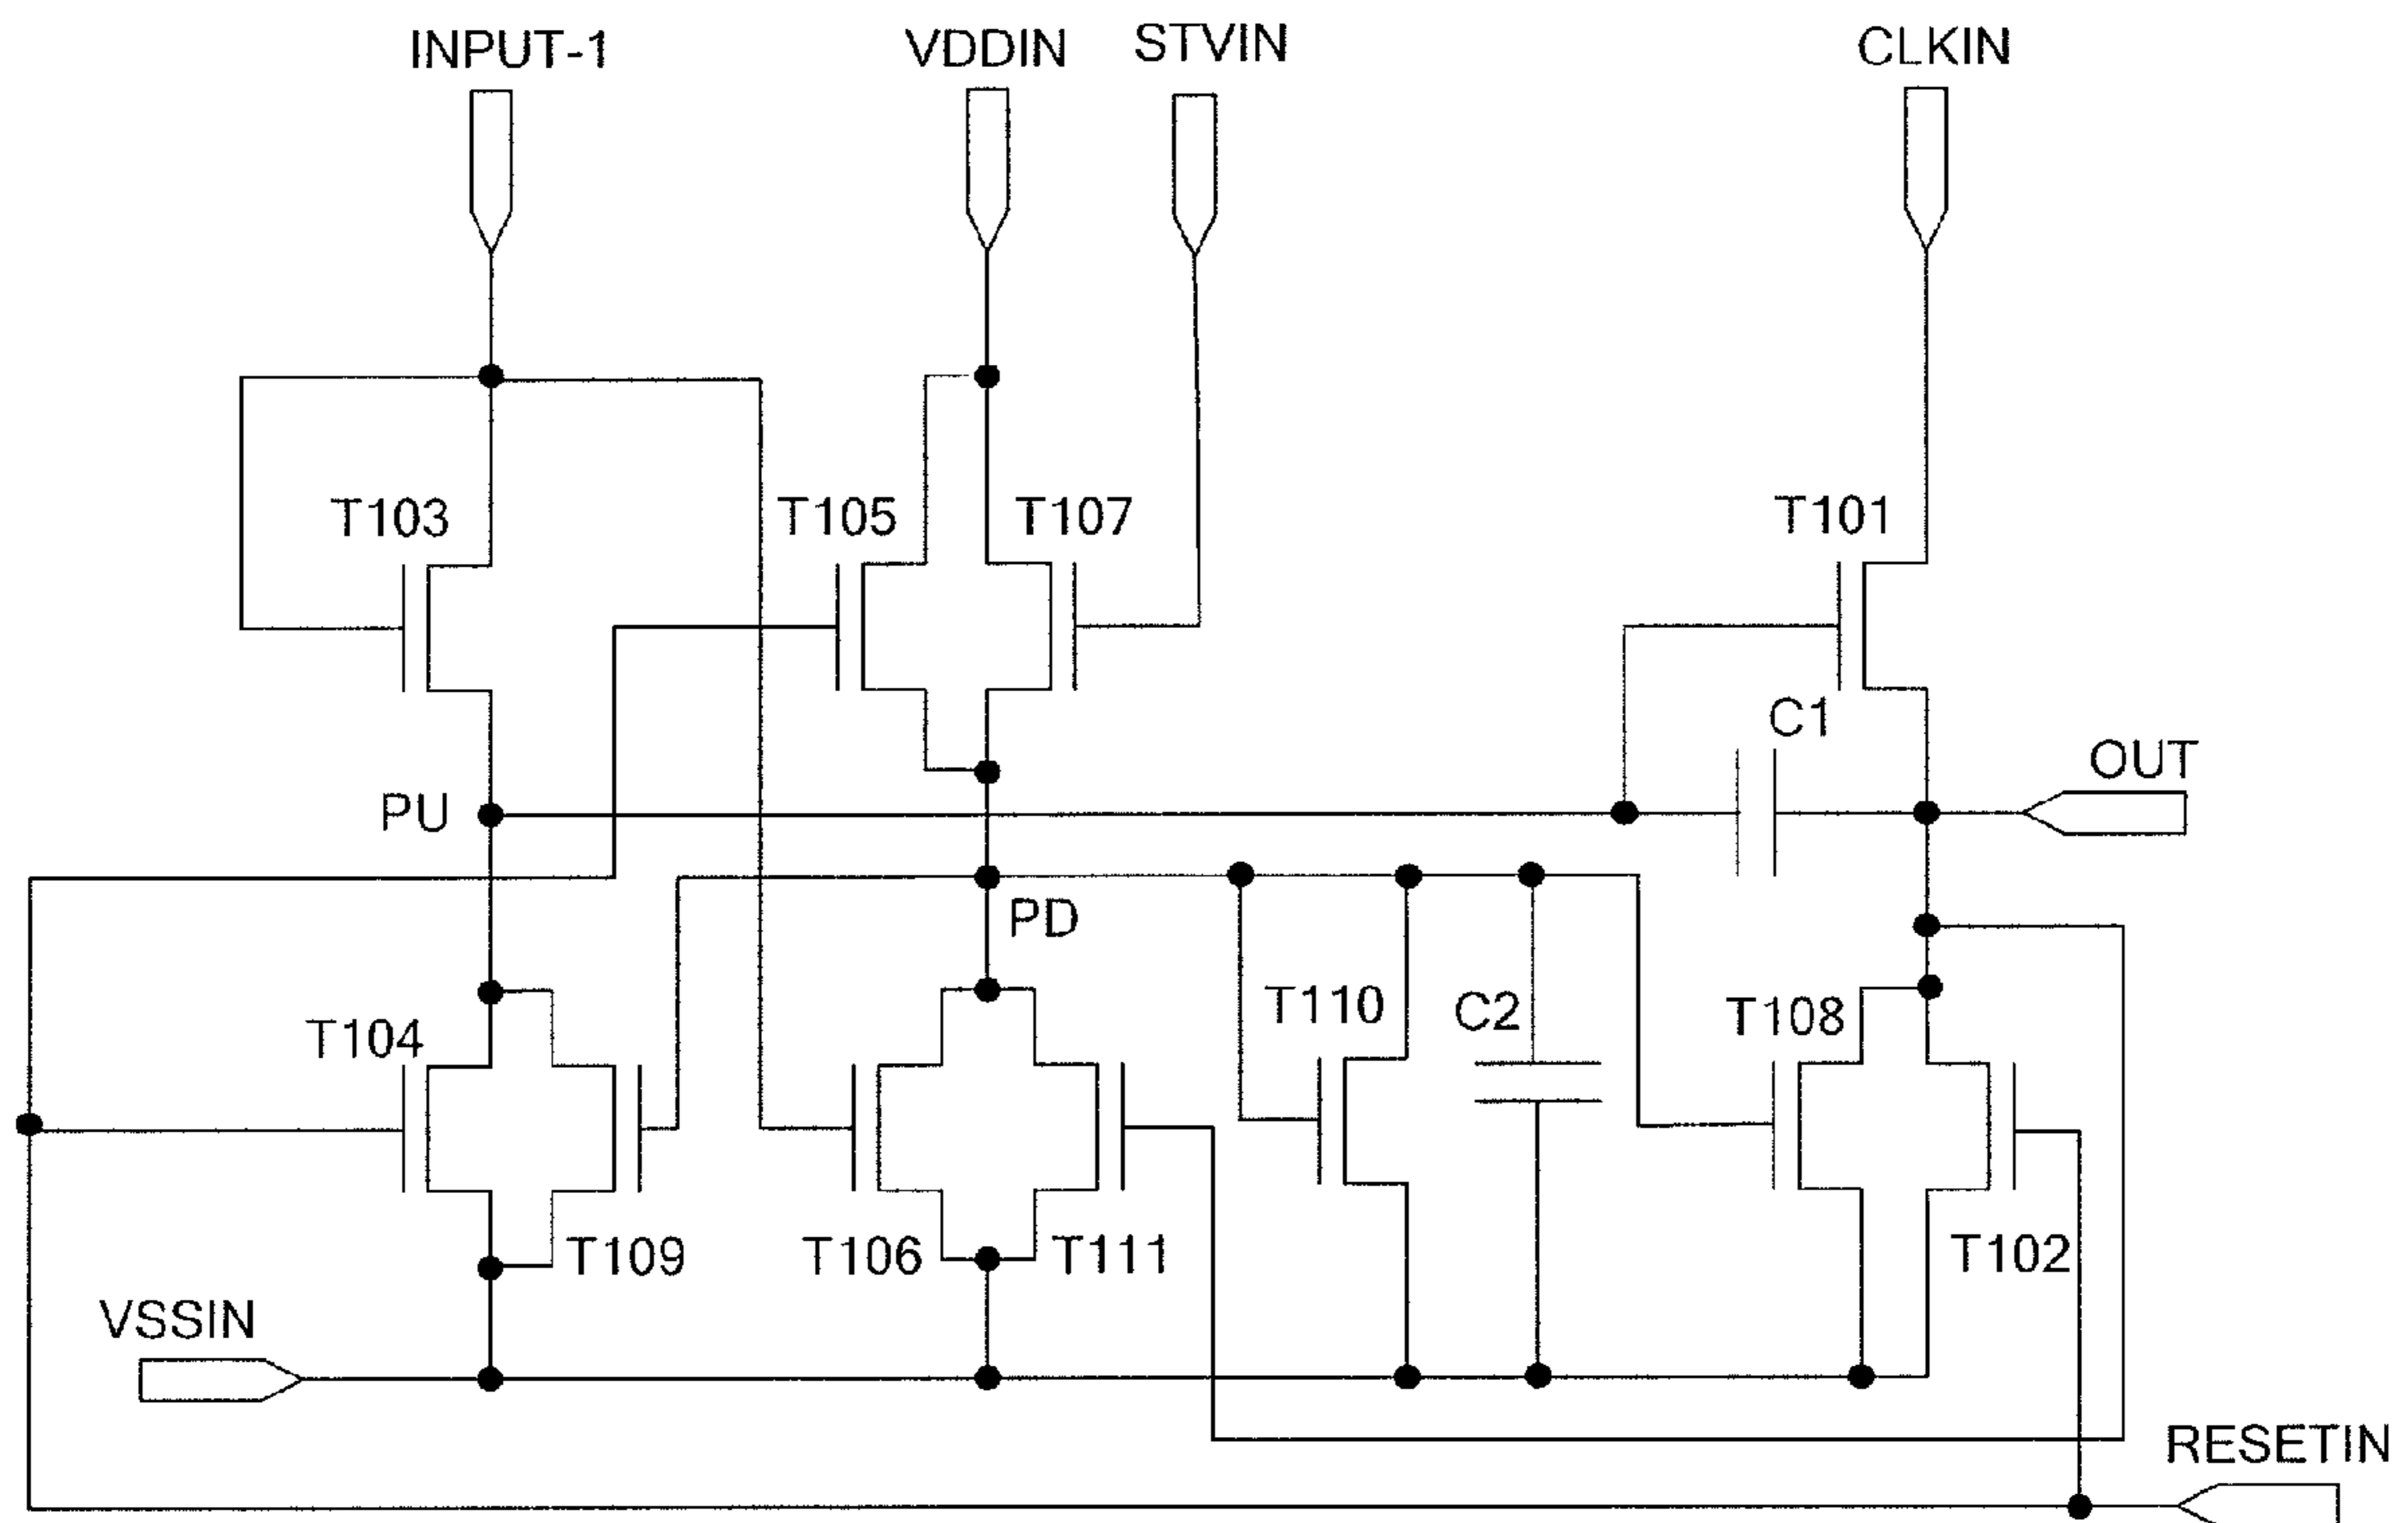 INPUT-1
VDDIN
STVIN
CLKIN
T103
T105
T107
T101
C1
OUT
PU
PD
T104
T110
C2
T108
T109
T106
T111
T102
VSSIN
RESETIN